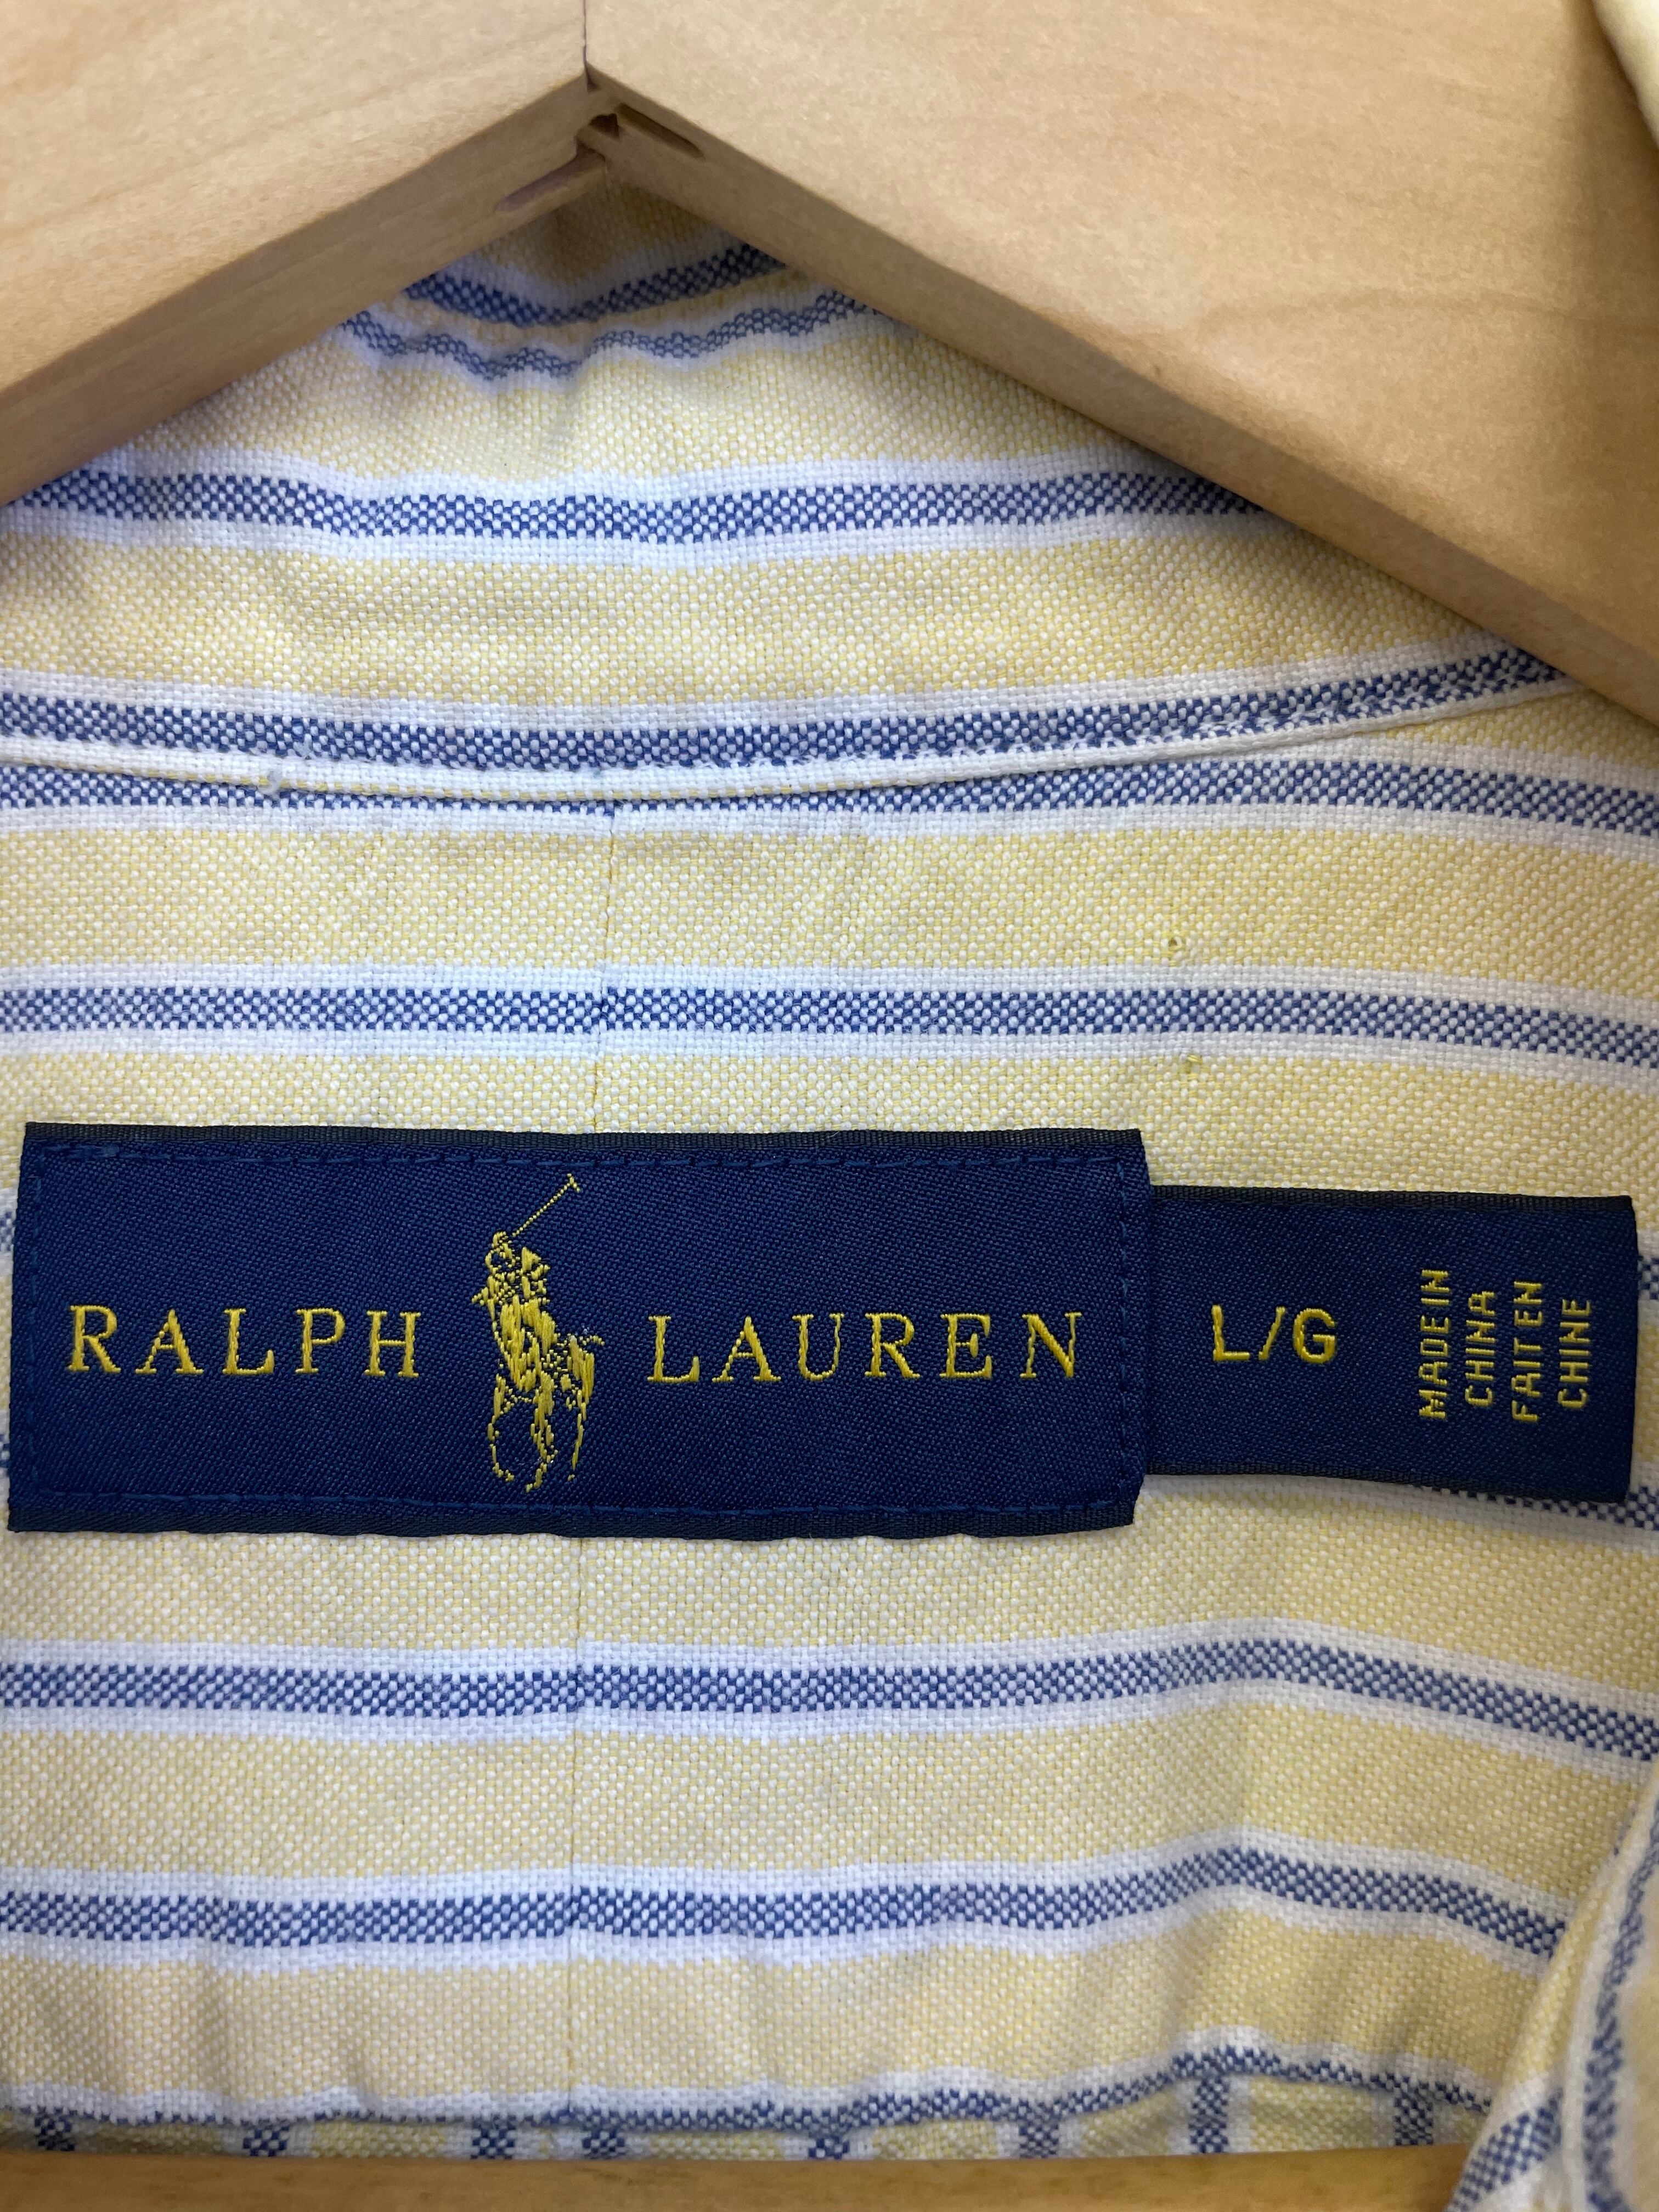 RALPH LAUREN
L/G
MADE IN
CHINA
FAIT EN
CHINE